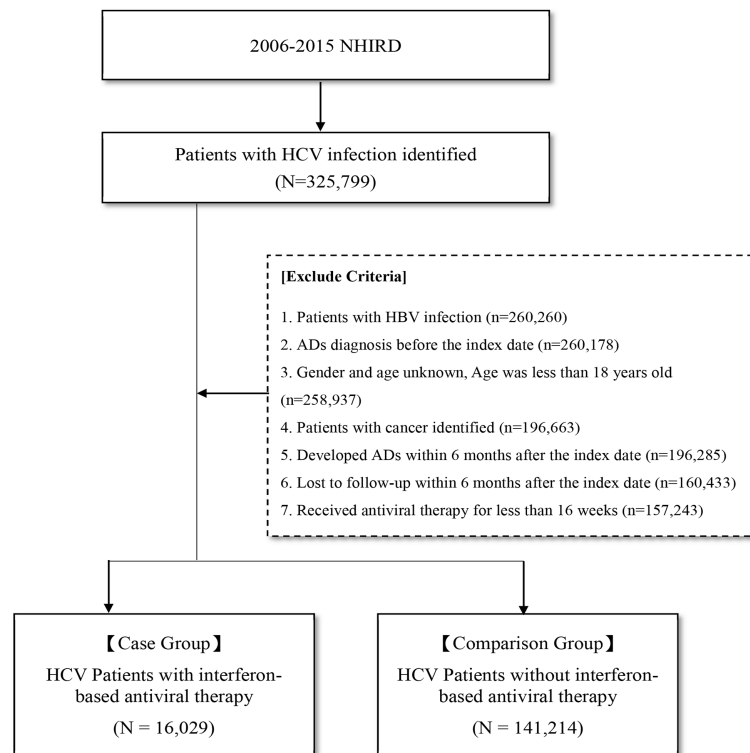 2006-2015 NHIRD
Patients with HCV infection identified
(N=325,799)
[Exclude Criteria]
1. Patients with HBV infection (n=260,260)
2. ADs diagnosis before the index date (n=260,178)
3. Gender and age unknown, Age was less than 18 years old
(n=258,937)
4. Patients with cancer identified (n=196,663)
5. Developed ADs within 6 months after the index date (n=196,285)
6. Lost to follow-up within 6 months after the index date (n=160,433)
7. Received antiviral therapy for less than 16 weeks (n=157,243)
【Case Group】
HCV Patients with interferon-
based antiviral therapy
(N = 16,029)
【Comparison Group】
HCV Patients without interferon-
based antiviral therapy
(N = 141,214)